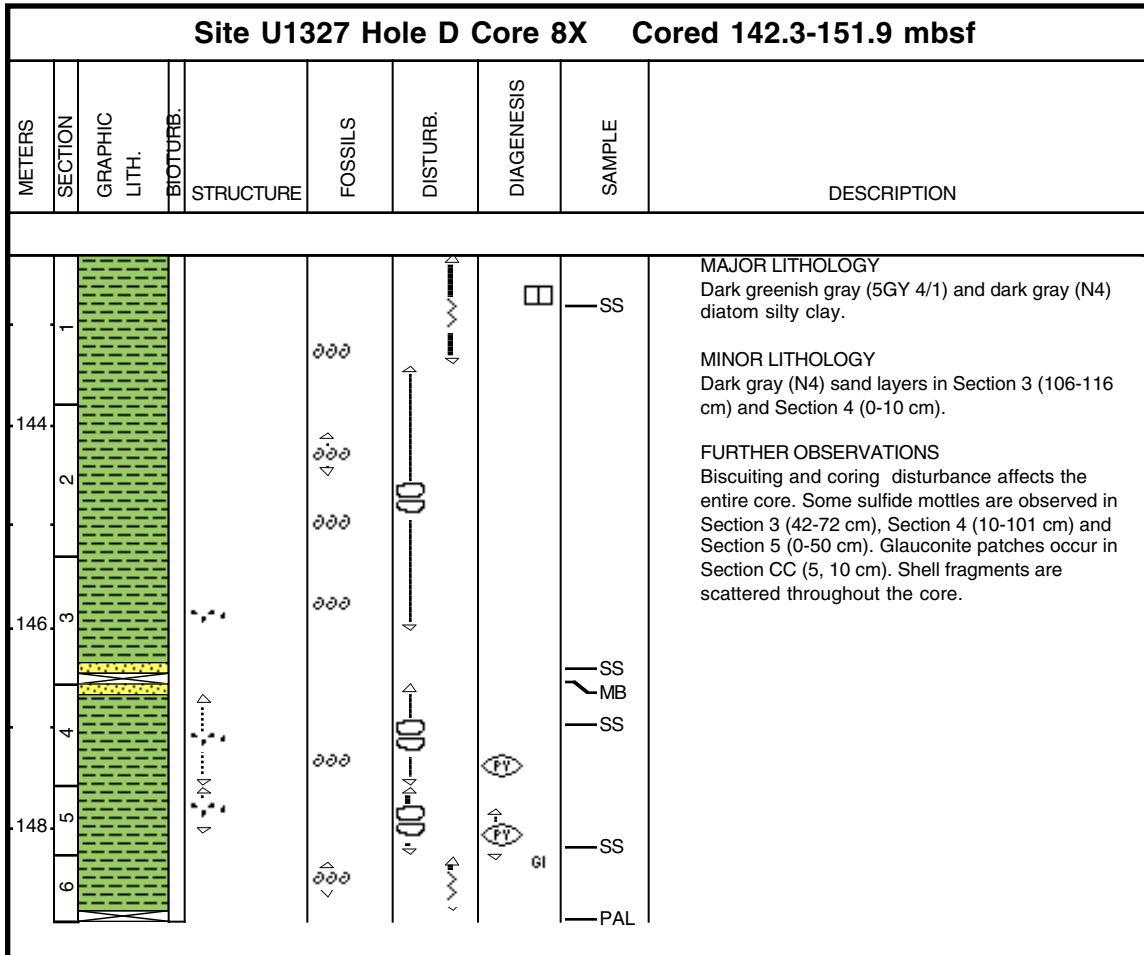 Site U1327 Hole D Core 8X Cored 142.3-151.9 mbsf
METERS
SECTION
GRAPHIC
LITH.
BIOTURB.
STRUCTURE
FOSSILS
DISTURB.
DIAGENESIS
SAMPLE
DESCRIPTION
MAJOR LITHOLOGY
Dark greenish gray (5GY 4/1) and dark gray (N4)
diatom silty clay.
MINOR LITHOLOGY
Dark gray (N4) sand layers in Section 3 (106-116
cm) and Section 4 (0-10 cm).
FURTHER OBSERVATIONS
Biscuiting and coring disturbance affects the
entire core. Some sulfide mottles are observed in
Section 3 (42-72 cm), Section 4 (10-101 cm) and
Section 5 (0-50 cm). Glauconite patches occur in
Section CC (5, 10 cm). Shell fragments are
scattered throughout the core.
1
SS
144
2
3
146
SS
MB
4
SS
PY
5
148
PY
SS
Gl
6
PAL